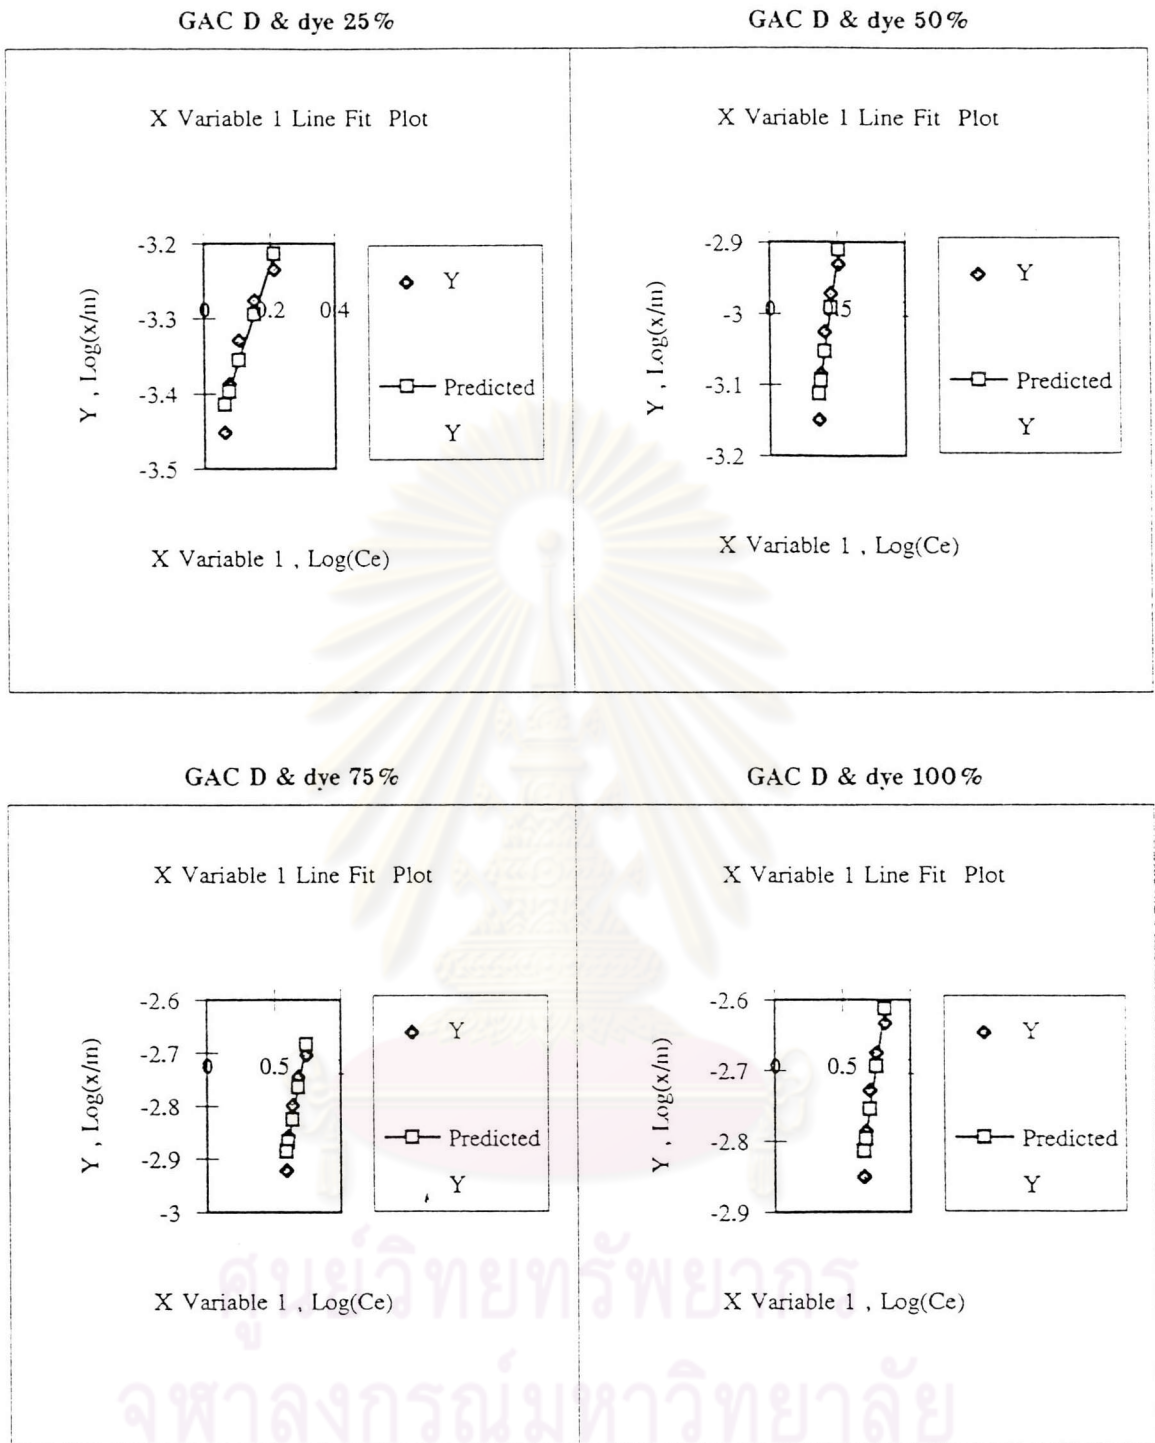 GAC D & dye 25%
X Variable 1 Line Fit Plot
-3.2
-3.3
-3.4
-3.5
0
0.2
0.4
Y , Log(x/m)
Y
Predicted
Y
X Variable 1 , Log(Ce)
GAC D & dye 50%
X Variable 1 Line Fit Plot
-2.9
-3
-3.1
-3.2
0
Y , Log(x/m)
Y
Predicted
Y
X Variable 1 , Log(Ce)
GAC D & dye 75%
X Variable 1 Line Fit Plot
-2.6
-2.7
-2.8
-2.9
-3
0
0.5
Y , Log(x/m)
Y
Predicted
Y
X Variable 1 , Log(Ce)
GAC D & dye 100%
X Variable 1 Line Fit Plot
-2.6
-2.7
-2.8
-2.9
0
0.5
Y , Log(x/m)
Y
Predicted
Y
X Variable 1 , Log(Ce)
ศูนย์วิทยทรัพยากร
จุฬาลงกรณ์มหาวิทยาลัย